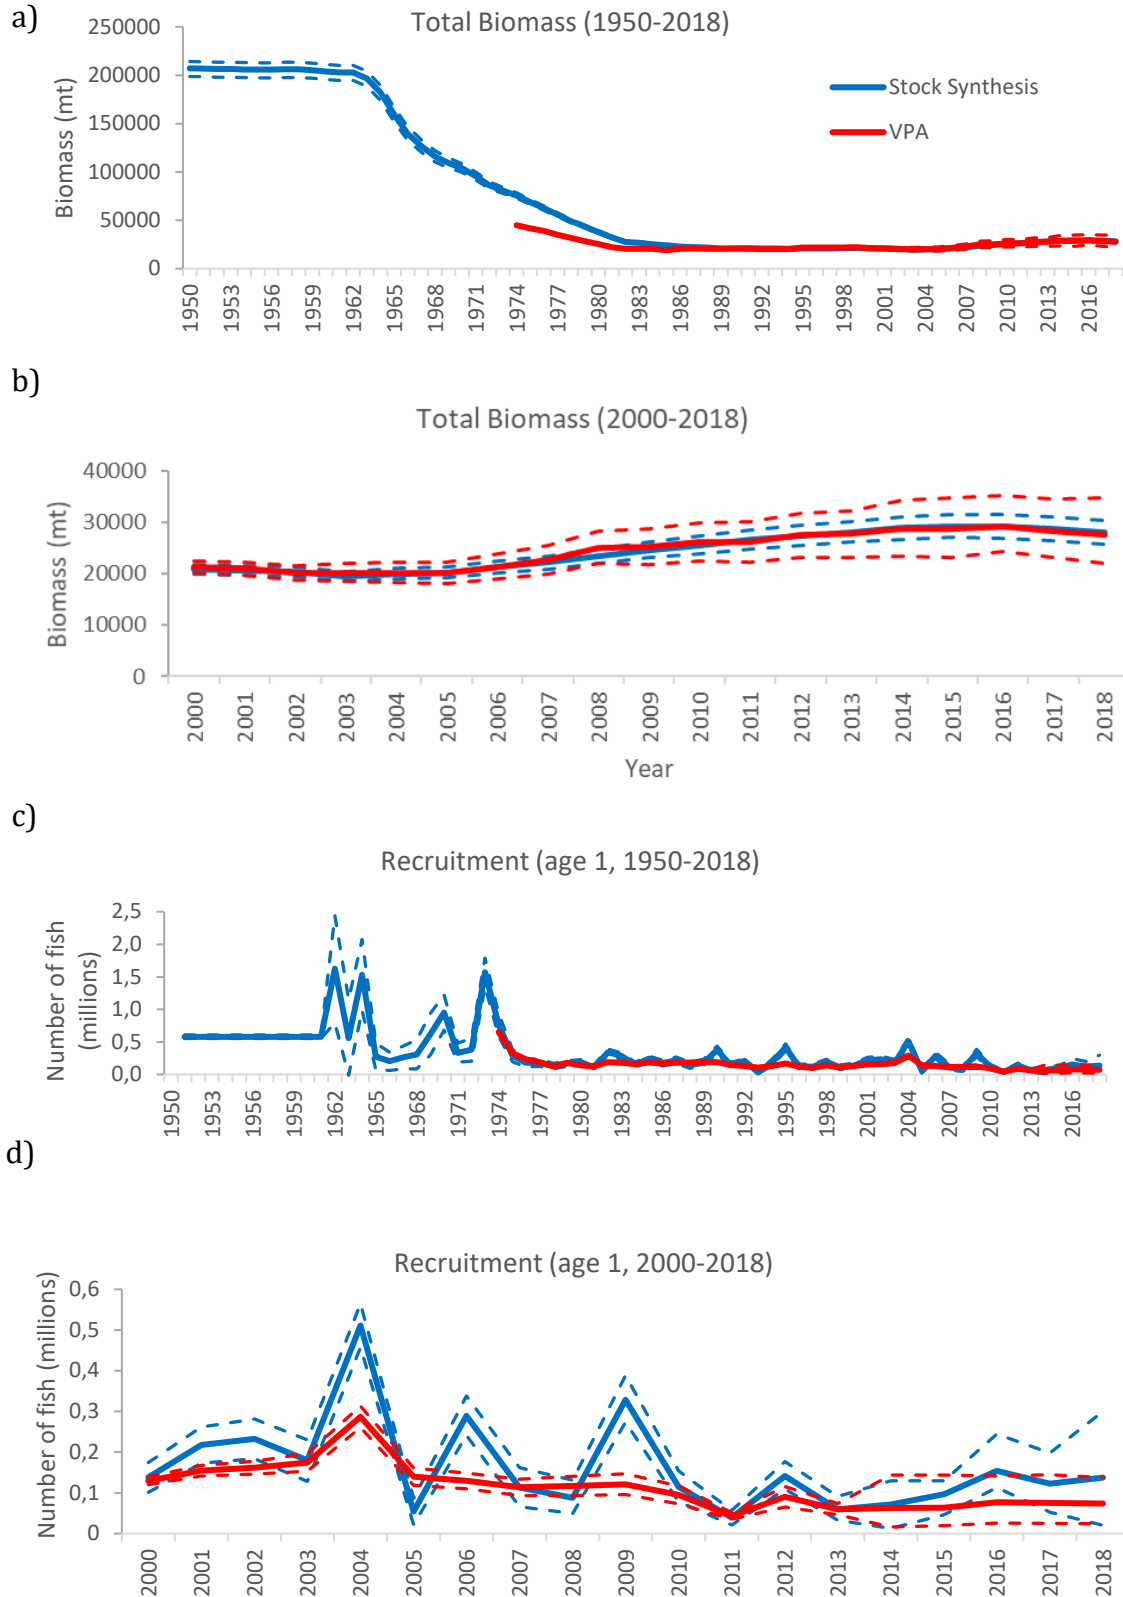 a)
Total Biomass (1950-2018)
Biomass (mt)
250000
200000
150000
100000
50000
0
Stock Synthesis
VPA
1950 1953 1956 1959 1962 1965 1968 1971 1974 1977 1980 1983 1986 1989 1992 1995 1998 2001 2004 2007 2010 2013 2016
b)
Total Biomass (2000-2018)
Biomass (mt)
40000
30000
20000
10000
0
2000 2001 2002 2003 2004 2005 2006 2007 2008 2009 2010 2011 2012 2013 2014 2015 2016 2017 2018
Year
c)
Recruitment (age 1, 1950-2018)
Number of fish
(millions)
2,5
2,0
1,5
1,0
0,5
0,0
1950 1953 1956 1959 1962 1965 1968 1971 1974 1977 1980 1983 1986 1989 1992 1995 1998 2001 2004 2007 2010 2013 2016
d)
Recruitment (age 1, 2000-2018)
Number of fish (millions)
0,6
0,5
0,4
0,3
0,2
0,1
0
2000 2001 2002 2003 2004 2005 2006 2007 2008 2009 2010 2011 2012 2013 2014 2015 2016 2017 2018